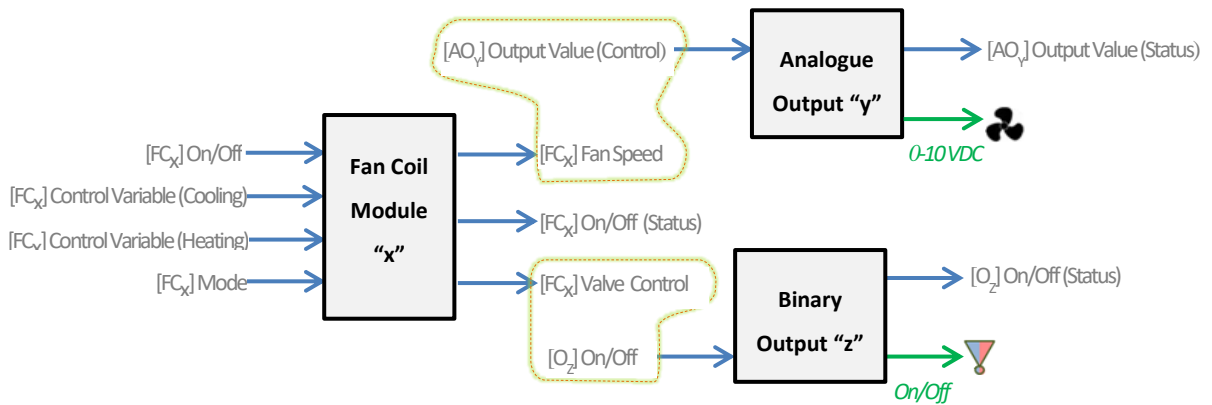 [AOY] Output Value (Control)
Analogue
Output “y”
[AOY] Output Value (Status)
0-10 VDC
[FCX] On/Off
[FCX] Control Variable (Cooling)
[FCX] Control Variable (Heating)
[FCX] Mode
Fan Coil
Module
“x”
[FCX] Fan Speed
[FCX] On/Off (Status)
[FCX] Valve Control
[OZ] On/Off
Binary
Output “z”
[OZ] On/Off (Status)
On/Off